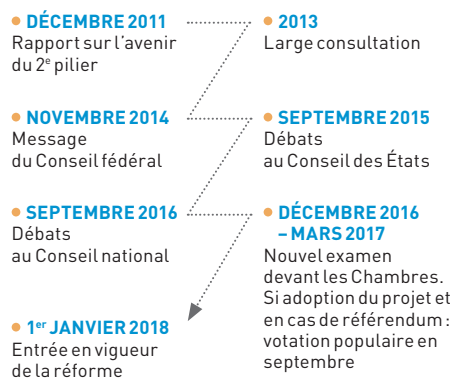 DÉCEMBRE 2011
Rapport sur l'avenir
du 2e pilier
2013
Large consultation
NOVEMBRE 2014
Message
du Conseil fédéral
SEPTEMBRE 2015
Débats
au Conseil des États
SEPTEMBRE 2016
Débats
au Conseil national
DÉCEMBRE 2016
– MARS 2017
Nouvel examen
devant les Chambres.
Si adoption du projet et
en cas de référendum :
votation populaire en
septembre
1er JANVIER 2018
Entrée en vigueur
de la réforme